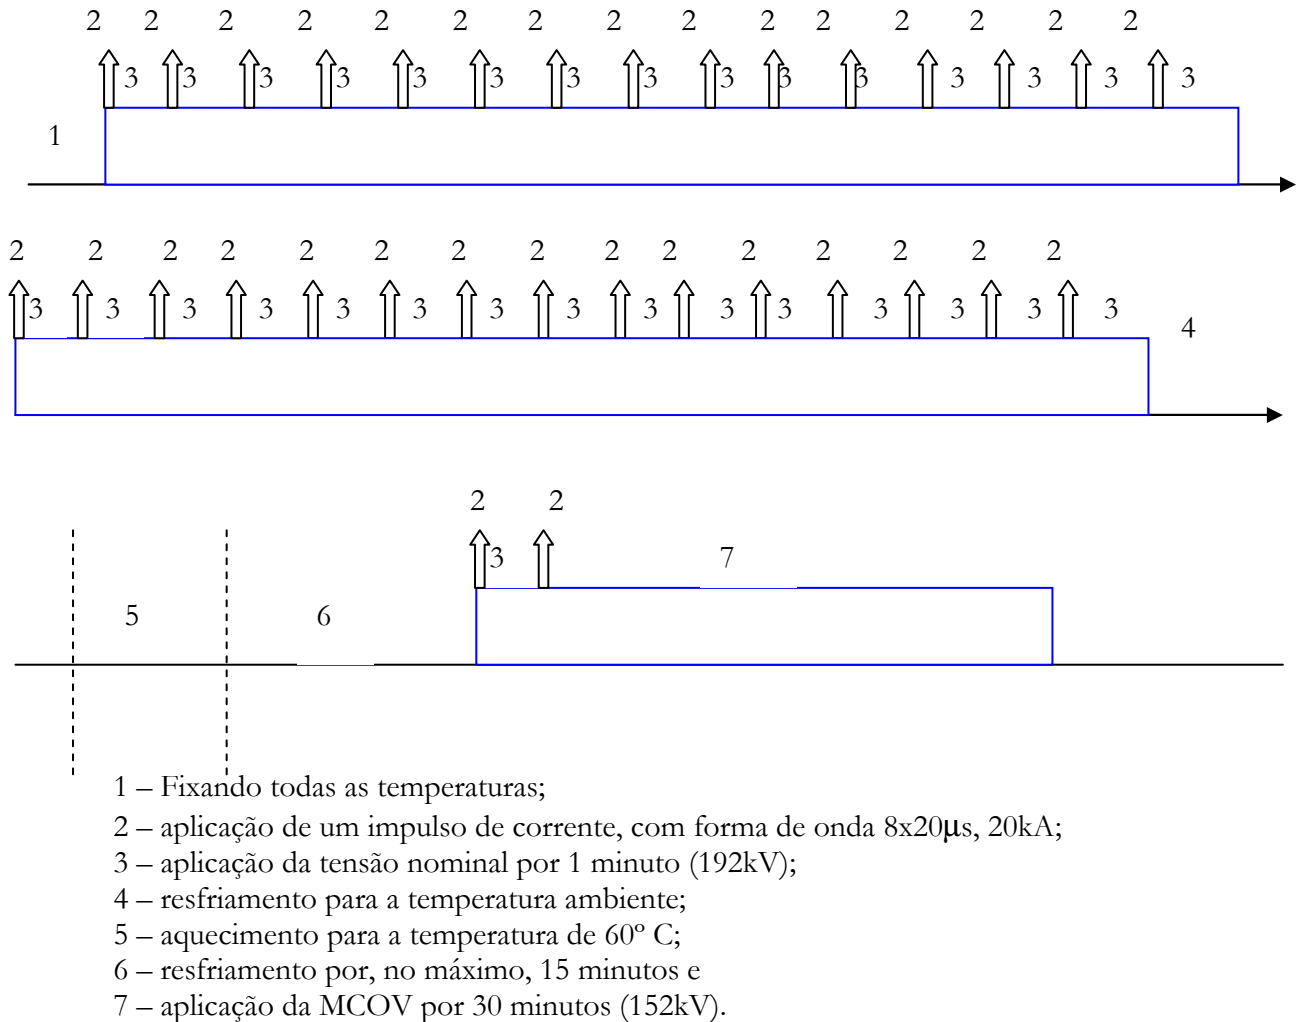 2 2 2 2 2 2 2 2 2 2 2 2 2 2 2
3 3 3 3 3 3 3 3 3 3 3 3 3 3 3
1
2 2 2 2 2 2 2 2 2 2 2 2 2 2 2
3 3 3 3 3 3 3 3 3 3 3 3 3 3 3
4
2 2
3 7
5 6
1 – Fixando todas as temperaturas;
2 – aplicação de um impulso de corrente, com forma de onda 8x20μs, 20kA;
3 – aplicação da tensão nominal por 1 minuto (192kV);
4 – resfriamento para a temperatura ambiente;
5 – aquecimento para a temperatura de 60º C;
6 – resfriamento por, no máximo, 15 minutos e
7 – aplicação da MCOV por 30 minutos (152kV).